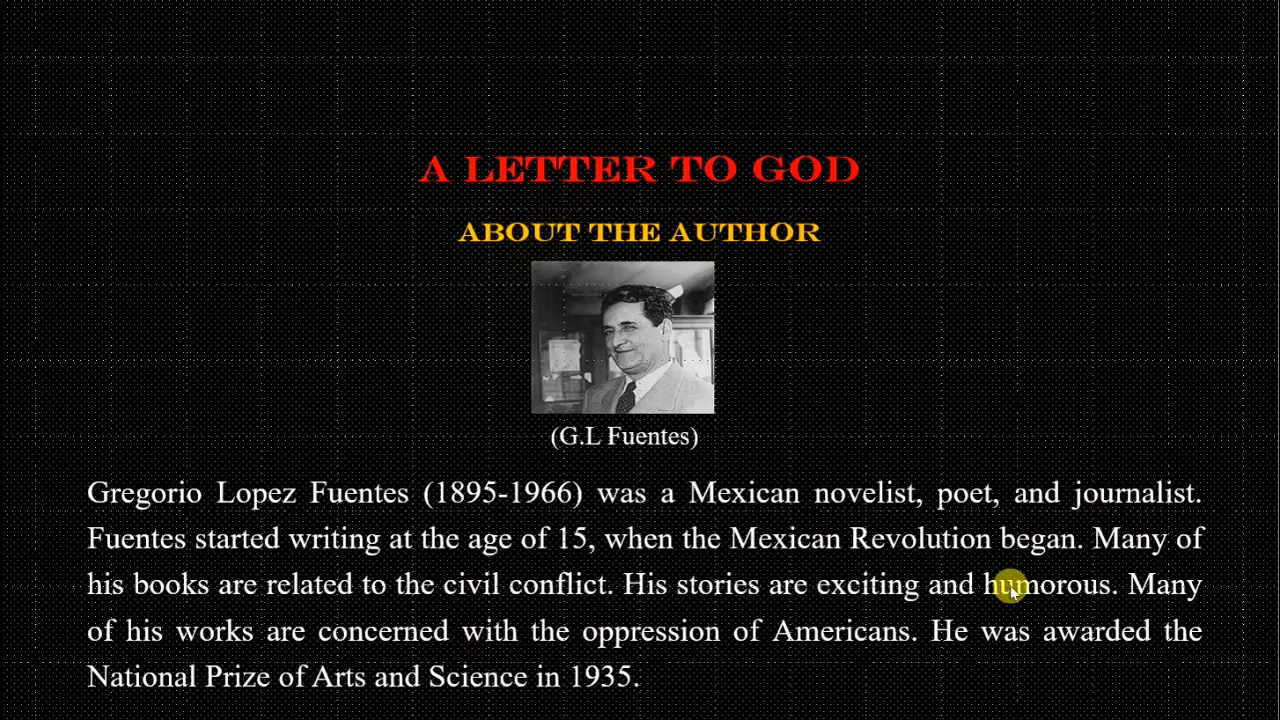 A LETTER TO GOD
ABOUT THE AUTHOR
(G.L Fuentes)
Gregorio Lopez Fuentes (1895-1966) was a Mexican novelist, poet, and journalist.
Fuentes started writing at the age of 15, when the Mexican Revolution began. Many of
his books are related to the civil conflict. His stories are exciting and humorous. Many
of his works are concerned with the oppression of Americans. He was awarded the
National Prize of Arts and Science in 1935.